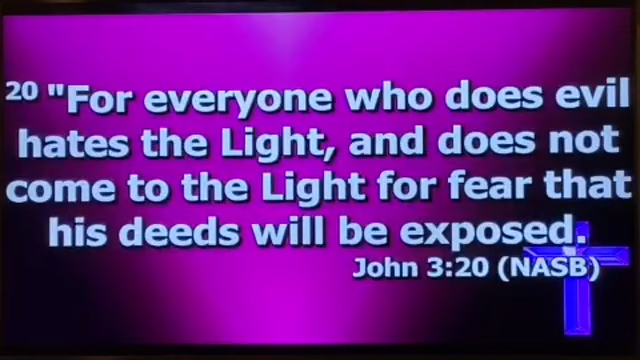 20 "For everyone who does evil
hates the Light, and does not
come to the Light for fear that
his deeds will be exposed.
John 3:20 (NASB)